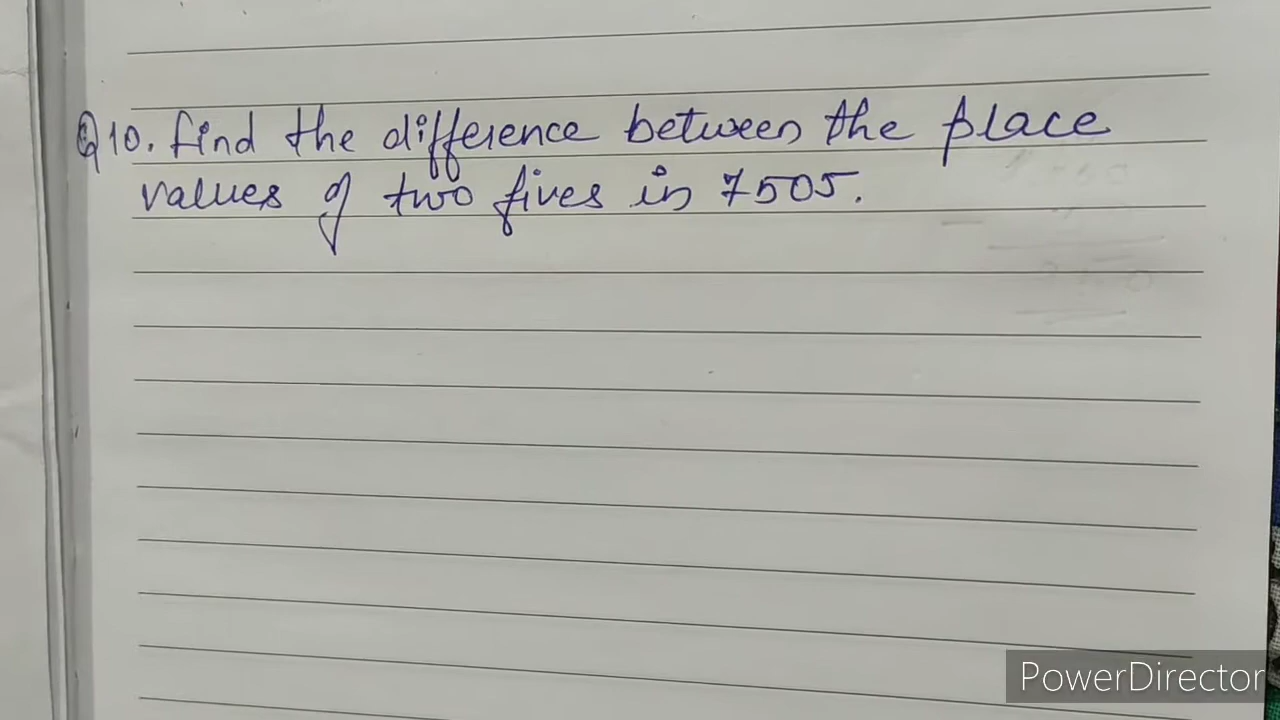 Q10. Find the difference between the place
values of two fives in 7505.
PowerDirector